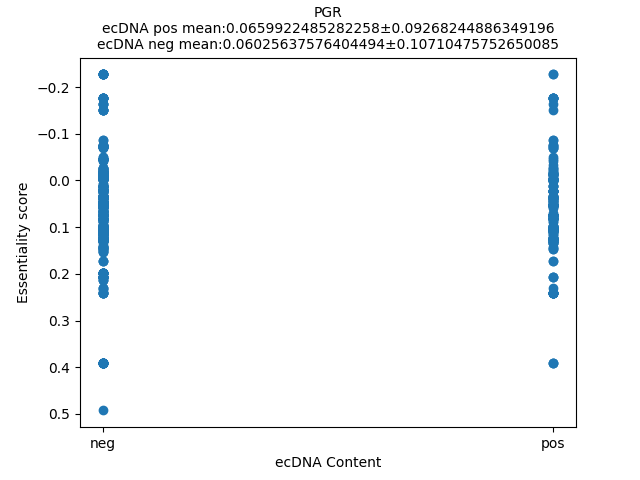 PGR
ecDNA pos mean:0.0659922485282258±0.09268244886349196
ecDNA neg mean:0.06025637576404494±0.10710475752650085
−0.2
−0.1
0.0
0.1
0.2
0.3
0.4
0.5
Essentiality score
neg
pos
ecDNA Content